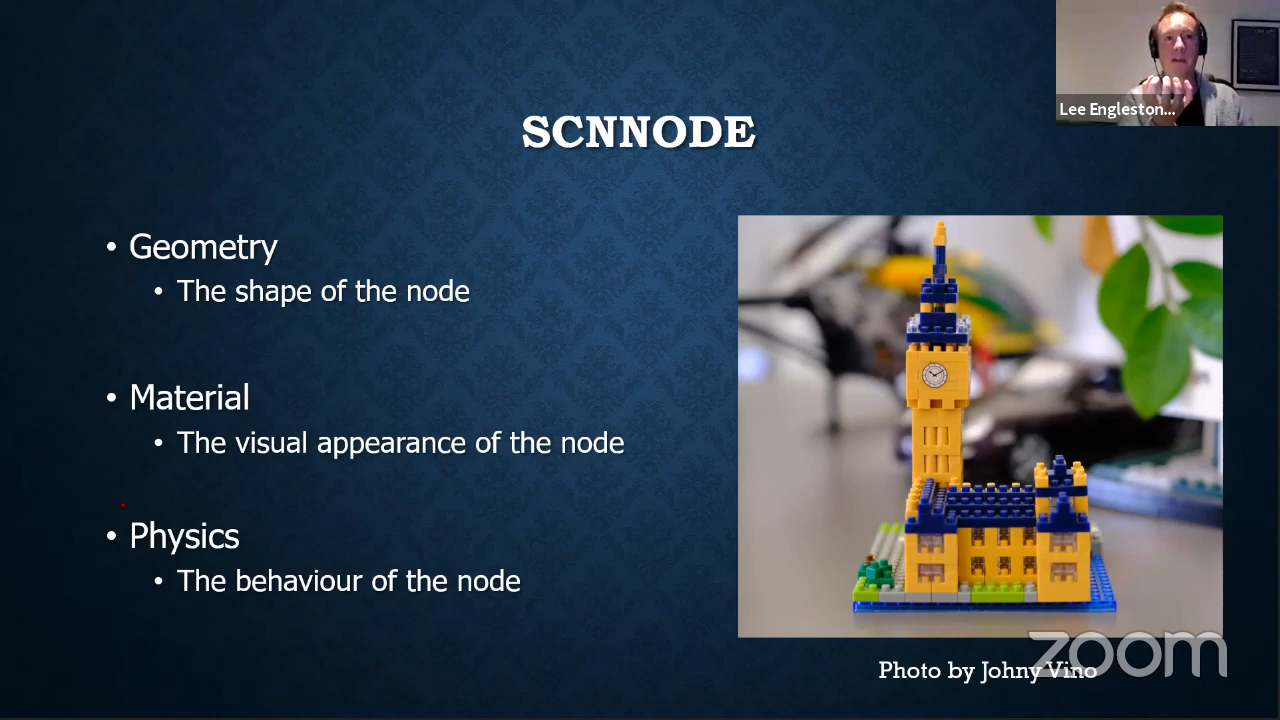 Lee Engleston...
SCNNODE
• Geometry
• The shape of the node
• Material
• The visual appearance of the node
• Physics
• The behaviour of the node
Photo by Johny Vino
zoom